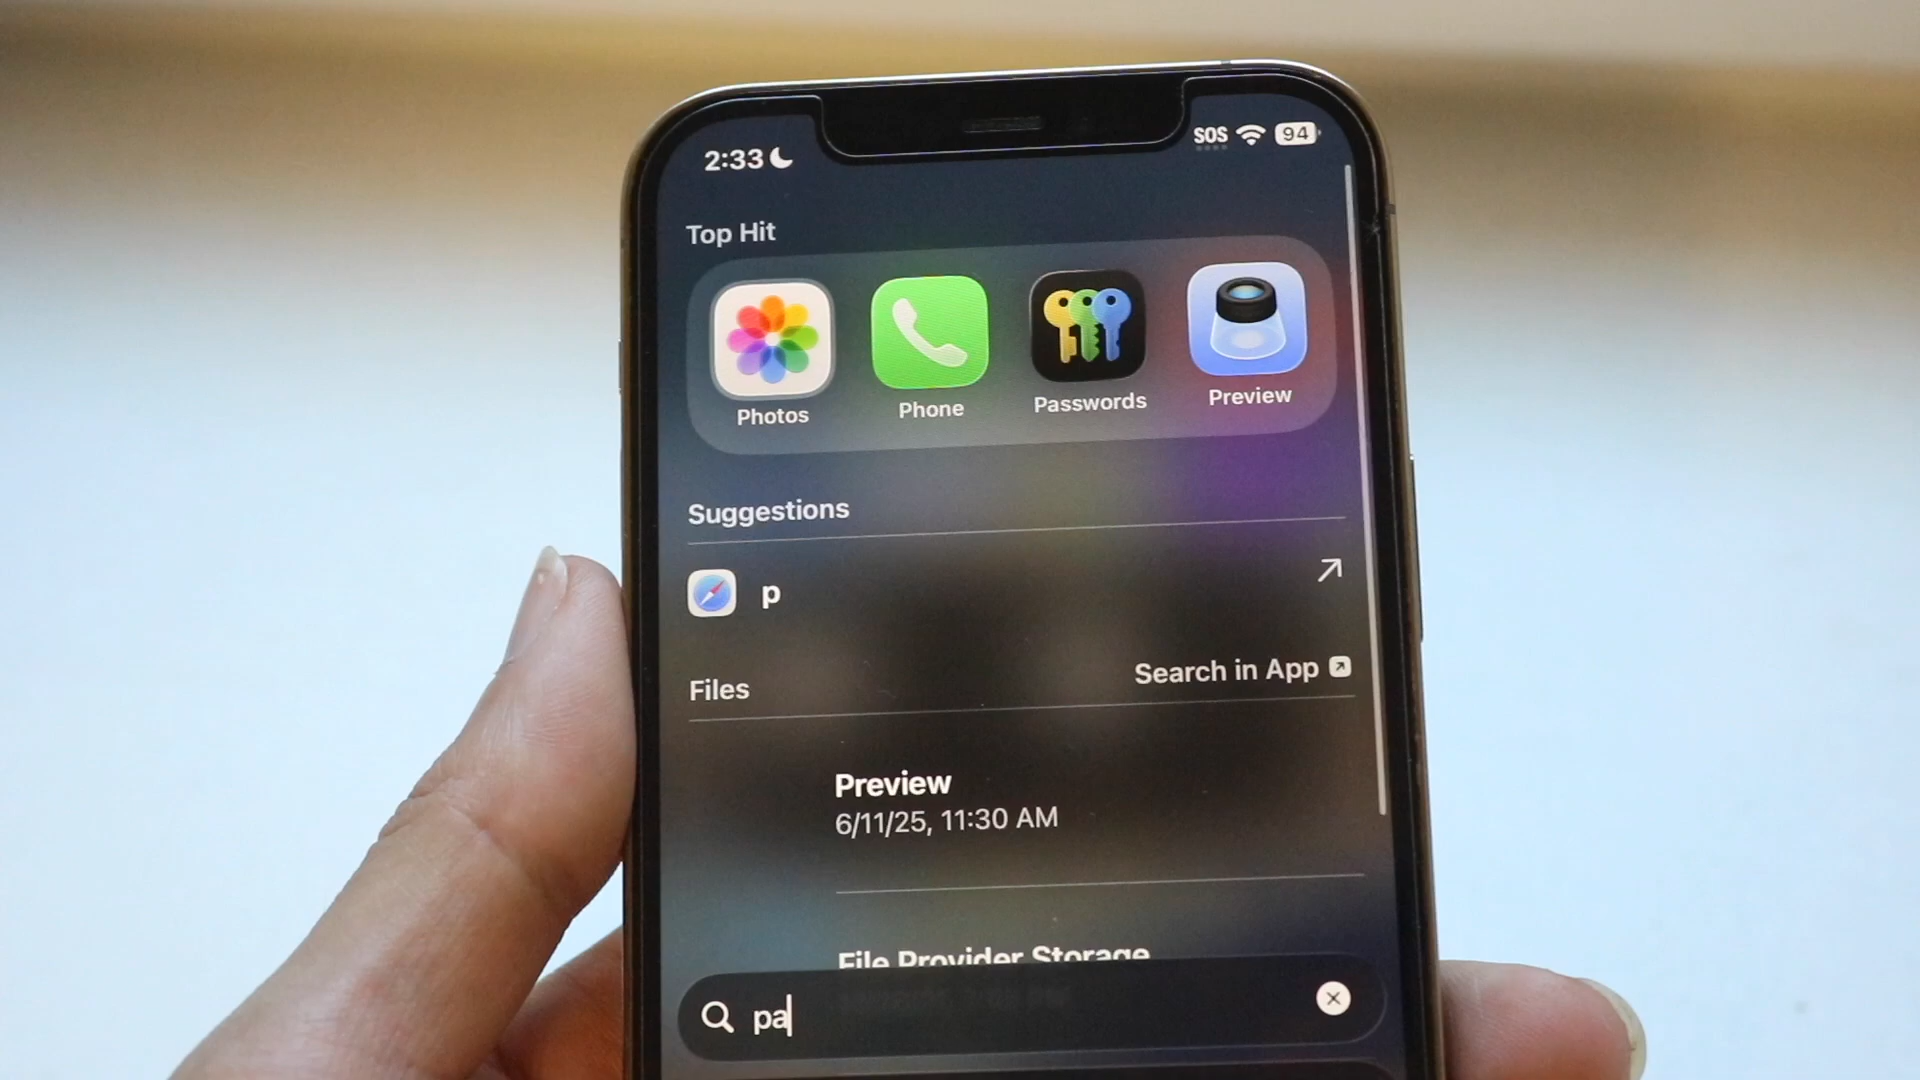 2:33
SOS 94
Top Hit
Photos Phone Passwords Preview
Suggestions
p
Files
Search in App
Preview
6/11/25, 11:30 AM
File Provider Storage
pa